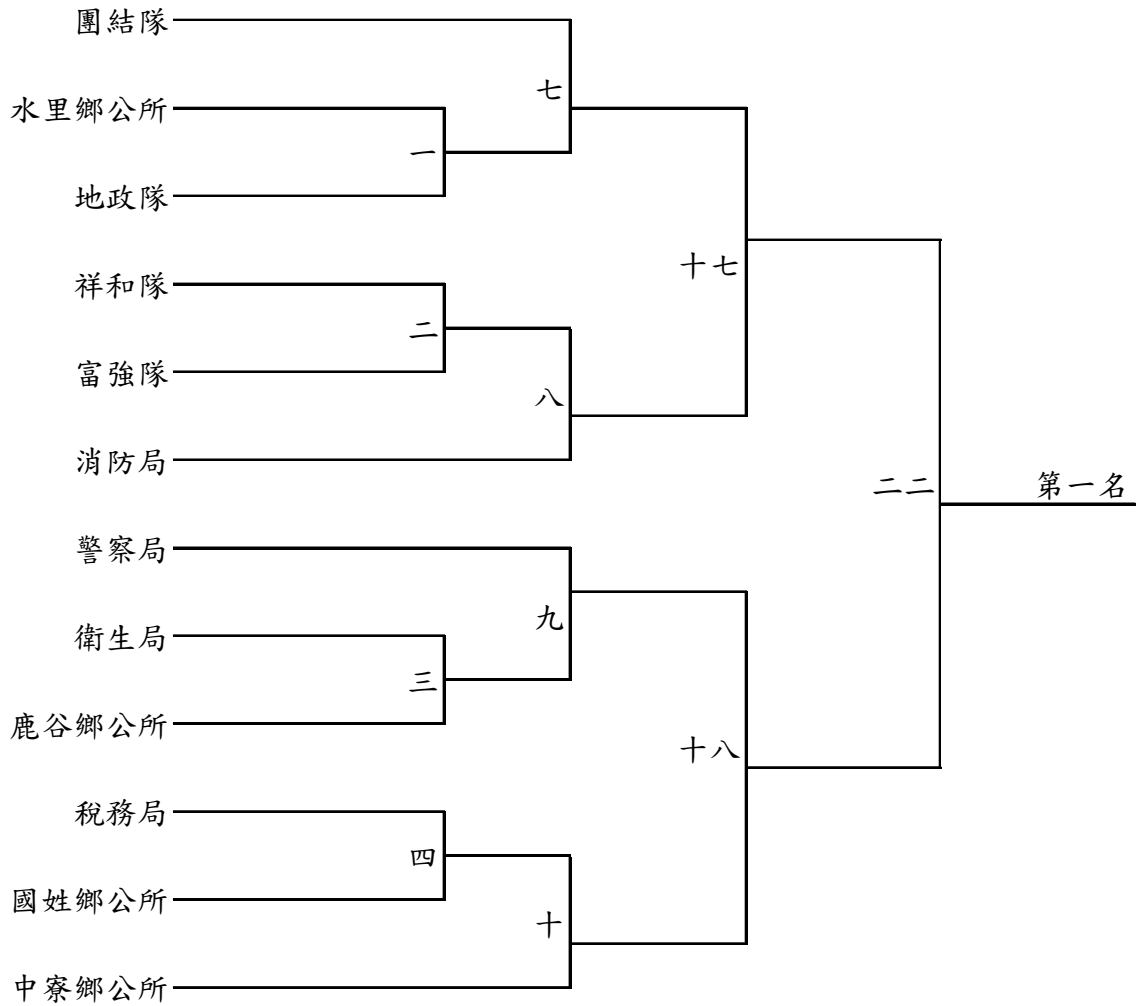 團結隊
七
水里鄉公所
一
地政隊
十七
祥和隊
二
富強隊
八
消防局
二二
第一名
警察局
九
衛生局
三
鹿谷鄉公所
十八
稅務局
四
國姓鄉公所
十
中寮鄉公所